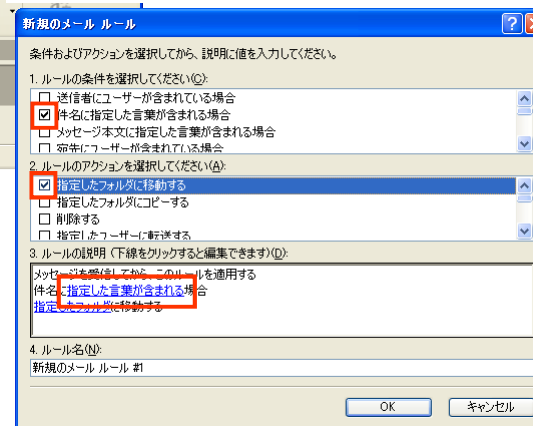 新規のメール ルール
条件およびアクションを選択してから、説明に値を入力してください。
1. ルールの条件を選択してください(C):
送信者にユーザーが含まれている場合
件名に指定した言葉が含まれる場合
メッセージ本文に指定した言葉が含まれる場合
宛先にユーザーが含まれている場合
2. ルールのアクションを選択してください(A):
指定したフォルダに移動する
指定したフォルダにコピーする
削除する
指定したユーザーに転送する
3. ルールの説明 (下線をクリックすると編集できます)(D):
メッセージを受信してから、このルールを適用する
件名に指定した言葉が含まれる場合
指定したフォルダに移動する
4. ルール名(N):
新規のメール ルール #1
OK キャンセル